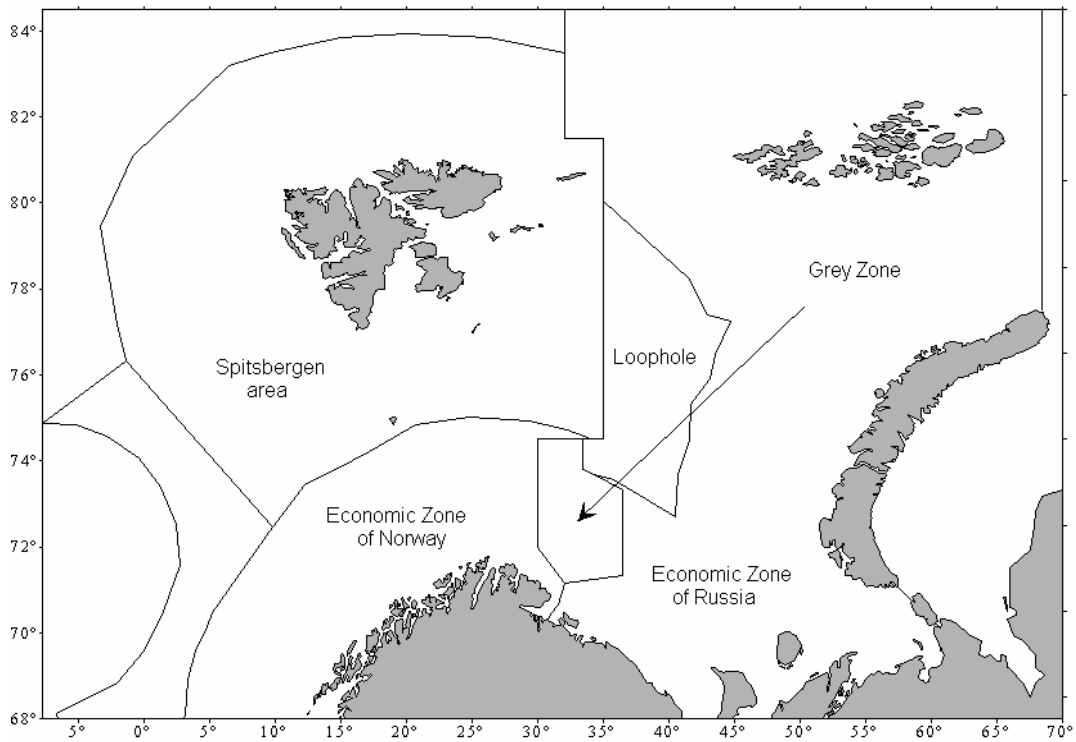 84°
82°
80°
78°
76°
74°
72°
70°
68°
Grey Zone
Loophole
Spitsbergen
area
Economic Zone
of Norway
Economic Zone
of Russia
5° 0° 5° 10° 15° 20° 25° 30° 35° 40° 45° 50° 55° 60° 65° 70°